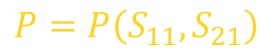 P = P(S₁₁, S₂₁)